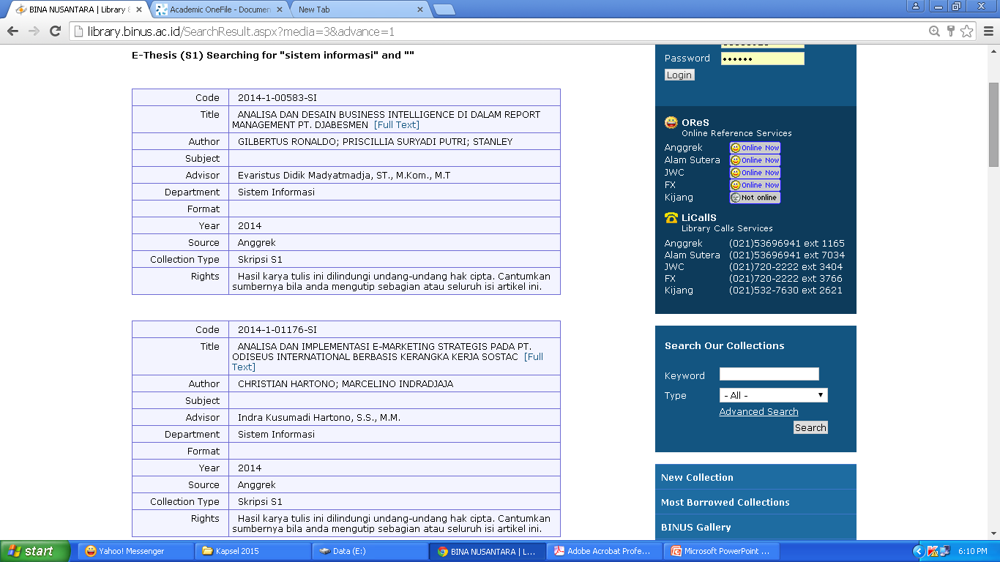 BINA NUSANTARA | Library &
Academic OneFile - Documen
New Tab
library.binus.ac.id/SearchResult.aspx?media=3&advance=1
E-Thesis (S1) Searching for "sistem informasi" and ""
Code 2014-1-00583-SI
Title ANALISA DAN DESAIN BUSINESS INTELLIGENCE DI DALAM REPORT
MANAGEMENT PT. DJABESMEN [Full Text]
Author GILBERTUS RONALDO; PRISCILLIA SURYADI PUTRI; STANLEY
Subject
Advisor Evaristus Didik Madyatmadja, ST., M.Kom., M.T
Department Sistem Informasi
Format
Year 2014
Source Anggrek
Collection Type Skripsi S1
Rights Hasil karya tulis ini dilindungi undang-undang hak cipta. Cantumkan
sumbernya bila anda mengutip sebagian atau seluruh isi artikel ini.
Code 2014-1-01176-SI
Title ANALISA DAN IMPLEMENTASI E-MARKETING STRATEGIS PADA PT.
ODISEUS INTERNATIONAL BERBASIS KERANGKA KERJA SOSTAC [Full
Text]
Author CHRISTIAN HARTONO; MARCELINO INDRADJAJA
Subject
Advisor Indra Kusumadi Hartono, S.S., M.M.
Department Sistem Informasi
Format
Year 2014
Source Anggrek
Collection Type Skripsi S1
Rights Hasil karya tulis ini dilindungi undang-undang hak cipta. Cantumkan
sumbernya bila anda mengutip sebagian atau seluruh isi artikel ini.
Password ••••••
Login
OReS
Online Reference Services
Anggrek Online Now
Alam Sutera Online Now
JWC Online Now
FX Online Now
Kijang Not online
LiCallS
Library Calls Services
Anggrek (021)53696941 ext 1165
Alam Sutera (021)53696941 ext 7034
JWC (021)720-2222 ext 3404
FX (021)720-2222 ext 3766
Kijang (021)532-7630 ext 2621
Search Our Collections
Keyword
Type - All -
Advanced Search
Search
New Collection
Most Borrowed Collections
BINUS Gallery
start
Yahoo! Messenger
Kapsel 2015
Data (E:)
BINA NUSANTARA | L...
Adobe Acrobat Profe...
Microsoft PowerPoint ...
6:10 PM